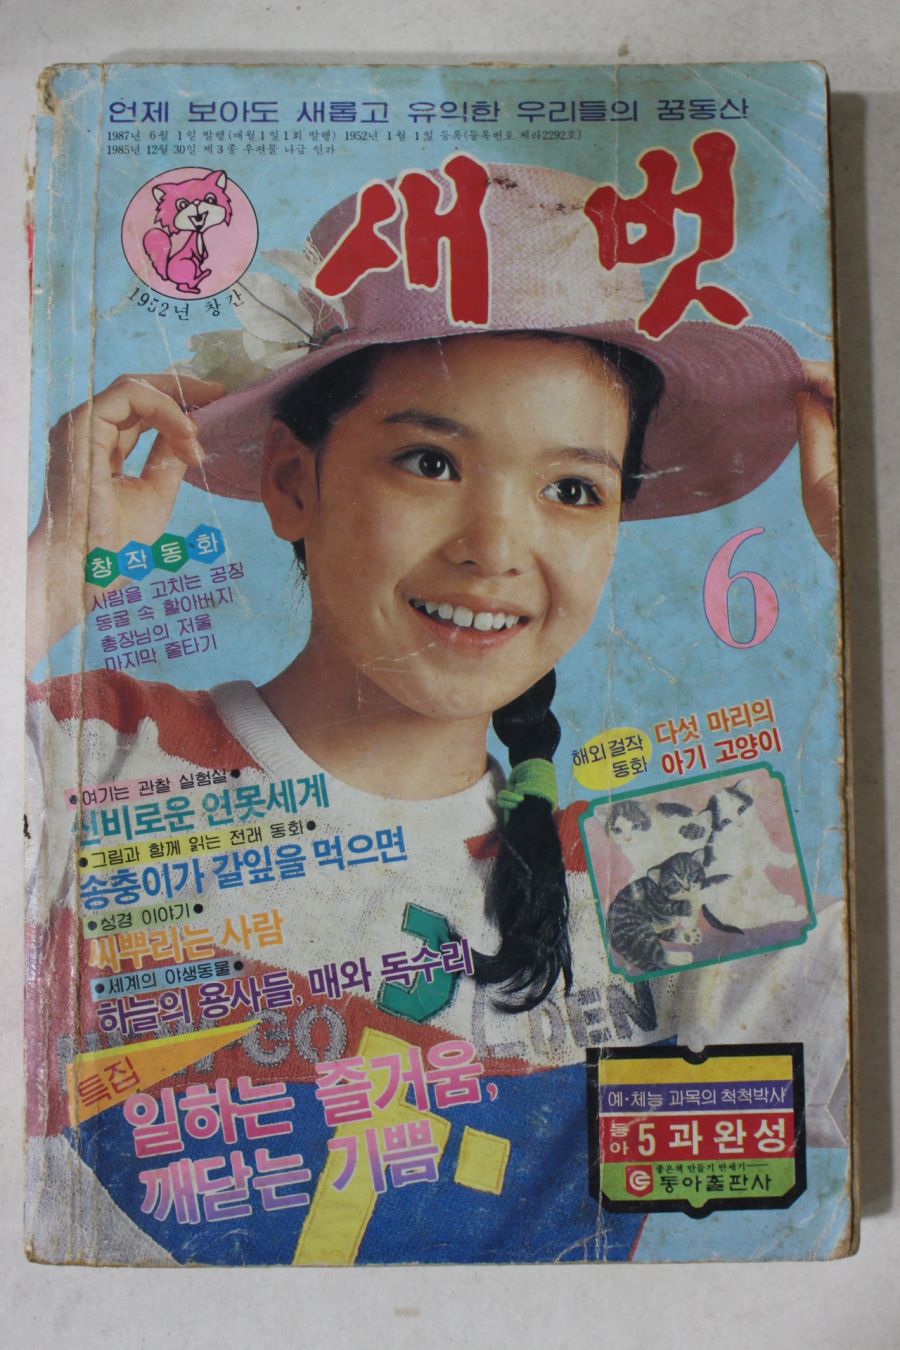 언제 보아도 새롭고 유익한 우리들의 꿈동산
1987년 6월 1일 발행(매월1일1회 발행) 1952년 1월 1일 등록(등록번호 제라2292호)
1985년 12월 30일 제3종 우편물 나급 인가
새벗
1952년 창간
6
창작동화
사람을 고치는 공장
동굴 속 할아버지
총장님의 저울
마지막 줄타기
해외걸작
동화
다섯 마리의
아기 고양이
•여기는 관찰 실험실•
신비로운 연못세계
•그림과 함께 읽는 전래 동화•
송충이가 갈잎을 먹으면
•성경 이야기•
씨뿌리는 사람
•세계의 야생동물•
하늘의 용사들, 매와 독수리
GO
LDEN
특집
일하는 즐거움,
깨닫는 기쁨
예·체능 과목의 척척박사
동아 5과완성
좋은책 만들기 반세기
동아출판사